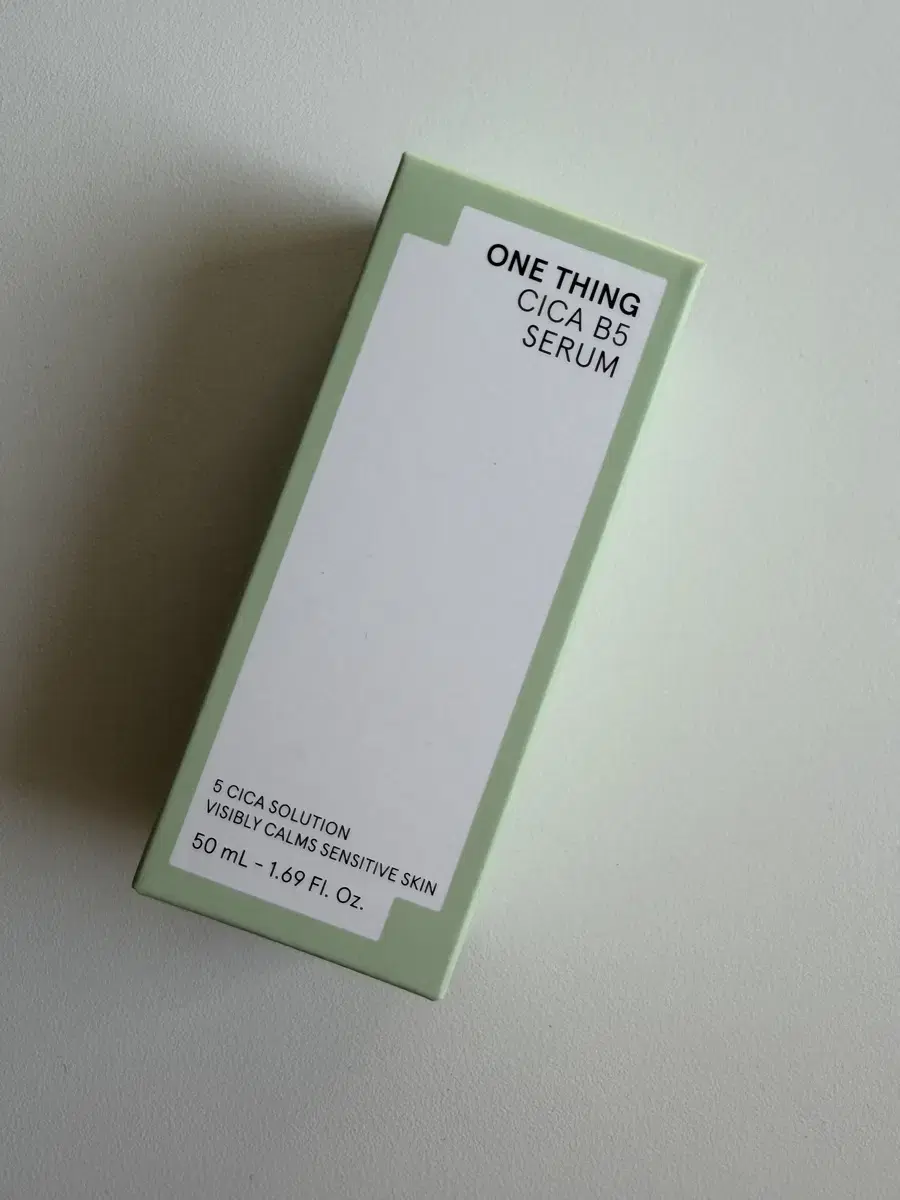 ONE THING
CICA B5
SERUM
5 CICA SOLUTION
VISIBLY CALMS SENSITIVE SKIN
50 mL - 1.69 Fl. Oz.